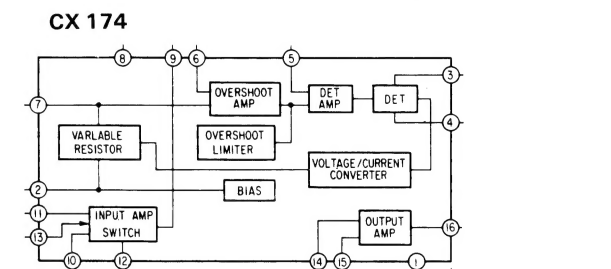 CX 174
8
9
6
5
3
7
OVERSHOOT
AMP
DET
AMP
DET
4
VARLABLE
RESISTOR
OVERSHOOT
LIMITER
VOLTAGE/CURRENT
CONVERTER
2
BIAS
11
INPUT AMP
SWITCH
OUTPUT
AMP
16
13
10
12
14
15
1